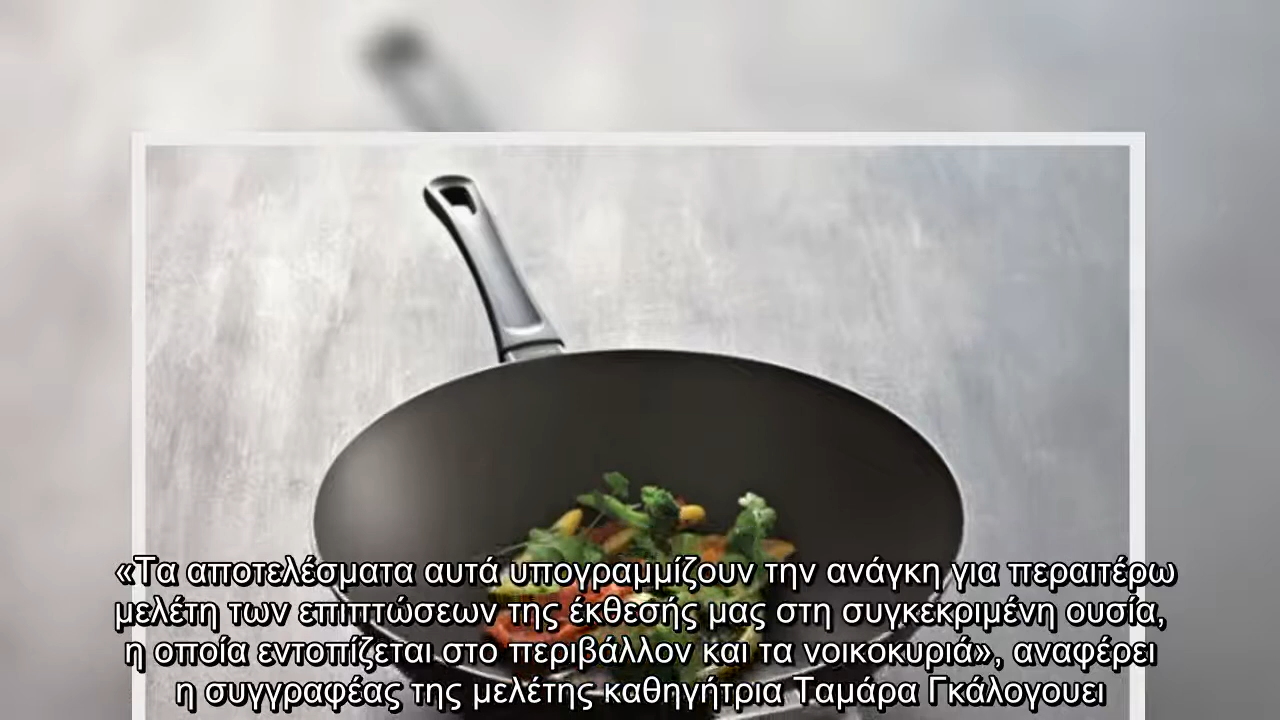 «Τα αποτελέσματα αυτά υπογραμμίζουν την ανάγκη για περαιτέρω
μελέτη των επιπτώσεων της έκθεσής μας στη συγκεκριμένη ουσία,
η οποία εντοπίζεται στο περιβάλλον και τα νοικοκυριά», αναφέρει
η συγγραφέας της μελέτης καθηγήτρια Ταμάρα Γκάλογουει